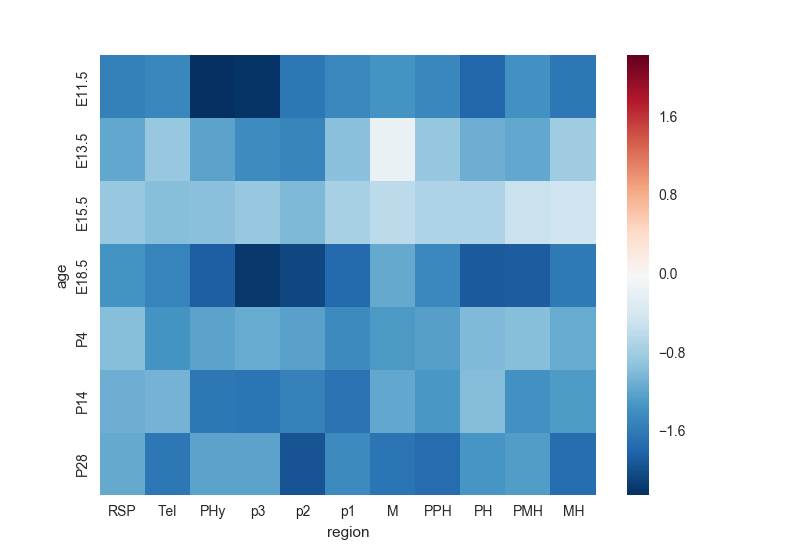 age
E11.5
E13.5
E15.5
E18.5
P4
P14
P28
RSP Tel PHy p3 p2 p1 M PPH PH PMH MH
region
1.6
0.8
0.0
−0.8
−1.6